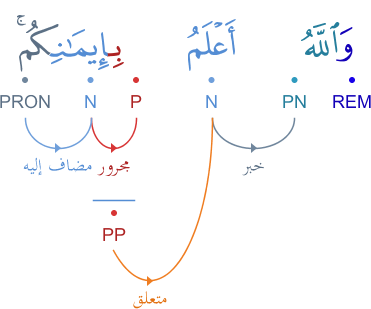 وَٱللَّهُ أَعْلَمُ بِإِيمَٰنِكُم ۚ
REM PN N P N PRON
خبر مجرور مضاف إليه
PP
متعلق